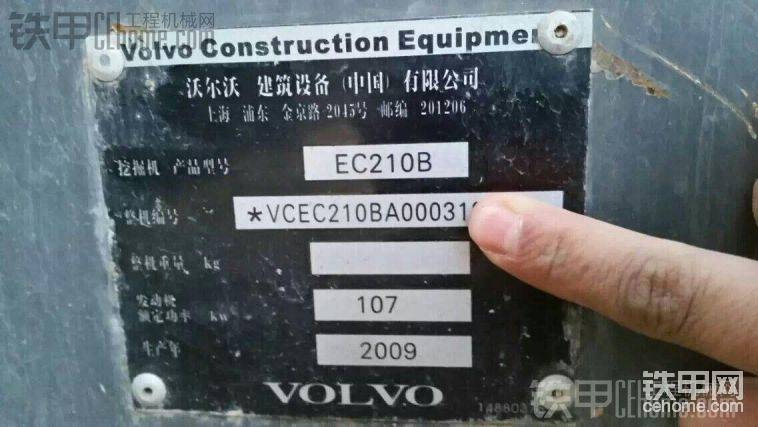 铁甲 工程机械网
CEhome.com
Volvo Construction Equipmen
沃尔沃 建筑设备 (中国) 有限公司
上海 浦东 金京路 2045号 邮编 201206
挖掘机 产品型号 EC210B
整机编号 *VCEC210BA00031
整机重量 kg
发动机
额定功率 kw 107
生产年 2009
VOLVO
铁甲网
cehome.com